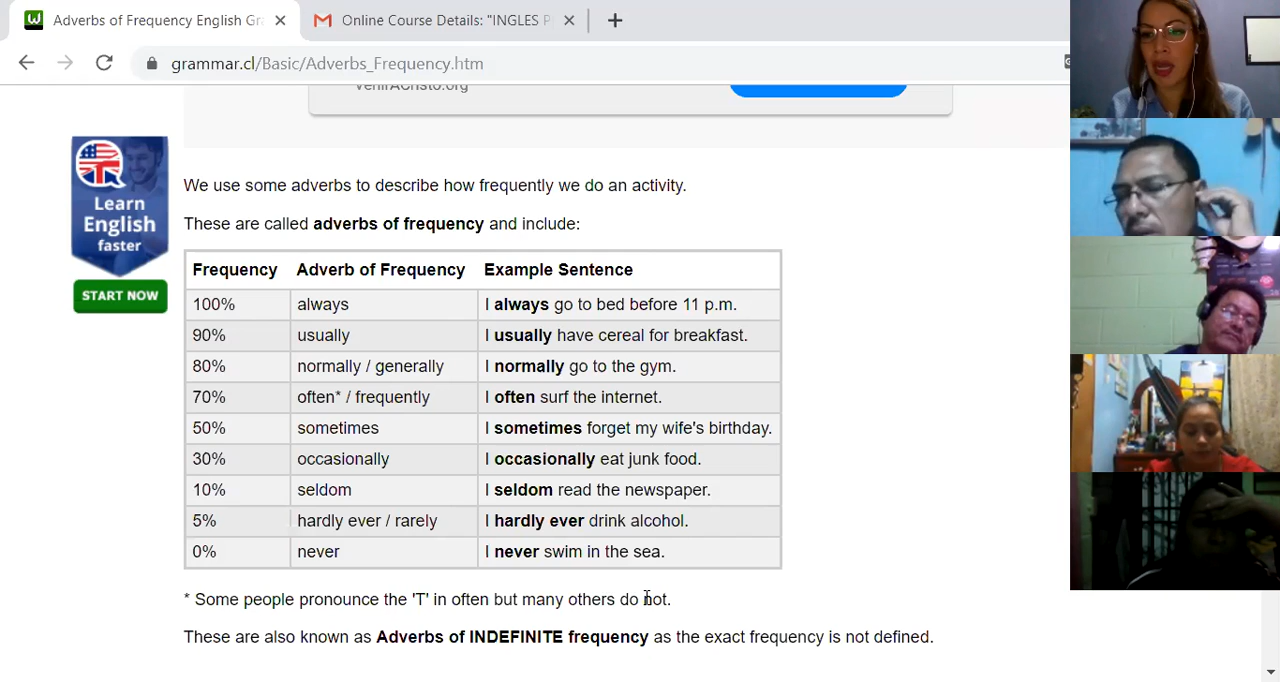 Adverbs of Frequency English Gr
Online Course Details: "INGLES P
grammar.cl/Basic/Adverbs_Frequency.htm
VenirACristo.org
Learn
English
faster
START NOW
We use some adverbs to describe how frequently we do an activity.
These are called adverbs of frequency and include:
Frequency Adverb of Frequency Example Sentence
100% always I always go to bed before 11 p.m.
90% usually I usually have cereal for breakfast.
80% normally / generally I normally go to the gym.
70% often* / frequently I often surf the internet.
50% sometimes I sometimes forget my wife's birthday.
30% occasionally I occasionally eat junk food.
10% seldom I seldom read the newspaper.
5% hardly ever / rarely I hardly ever drink alcohol.
0% never I never swim in the sea.
* Some people pronounce the 'T' in often but many others do not.
These are also known as Adverbs of INDEFINITE frequency as the exact frequency is not defined.